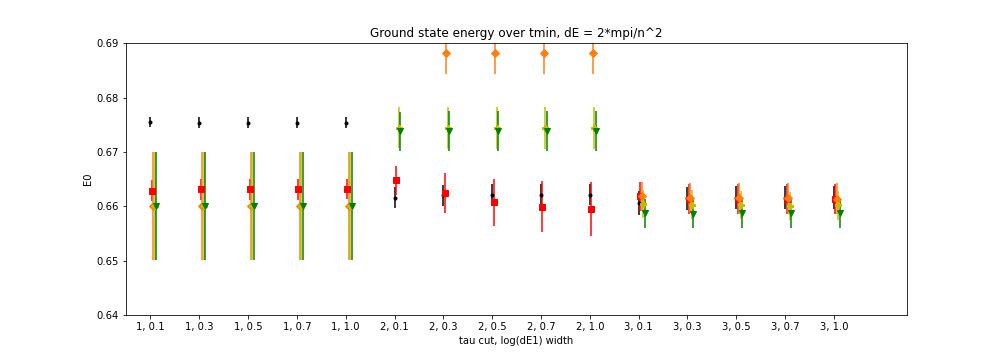 Ground state energy over tmin, dE = 2*mpi/n^2
0.69
0.68
0.67
0.66
0.65
0.64
E0
1, 0.1 1, 0.3 1, 0.5 1, 0.7 1, 1.0 2, 0.1 2, 0.3 2, 0.5 2, 0.7 2, 1.0 3, 0.1 3, 0.3 3, 0.5 3, 0.7 3, 1.0
tau cut, log(dE1) width